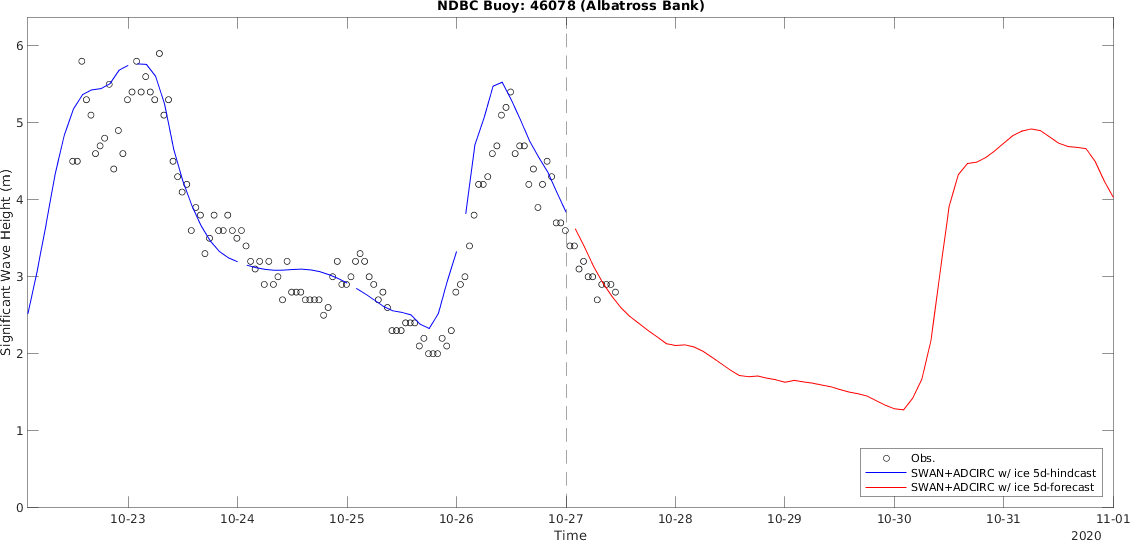 NDBC Buoy: 46078 (Albatross Bank)
Significant Wave Height (m)
6
5
4
3
2
1
0
Obs.
SWAN+ADCIRC w/ ice 5d-hindcast
SWAN+ADCIRC w/ ice 5d-forecast
10-23 10-24 10-25 10-26 10-27 10-28 10-29 10-30 10-31 11-01
Time
2020